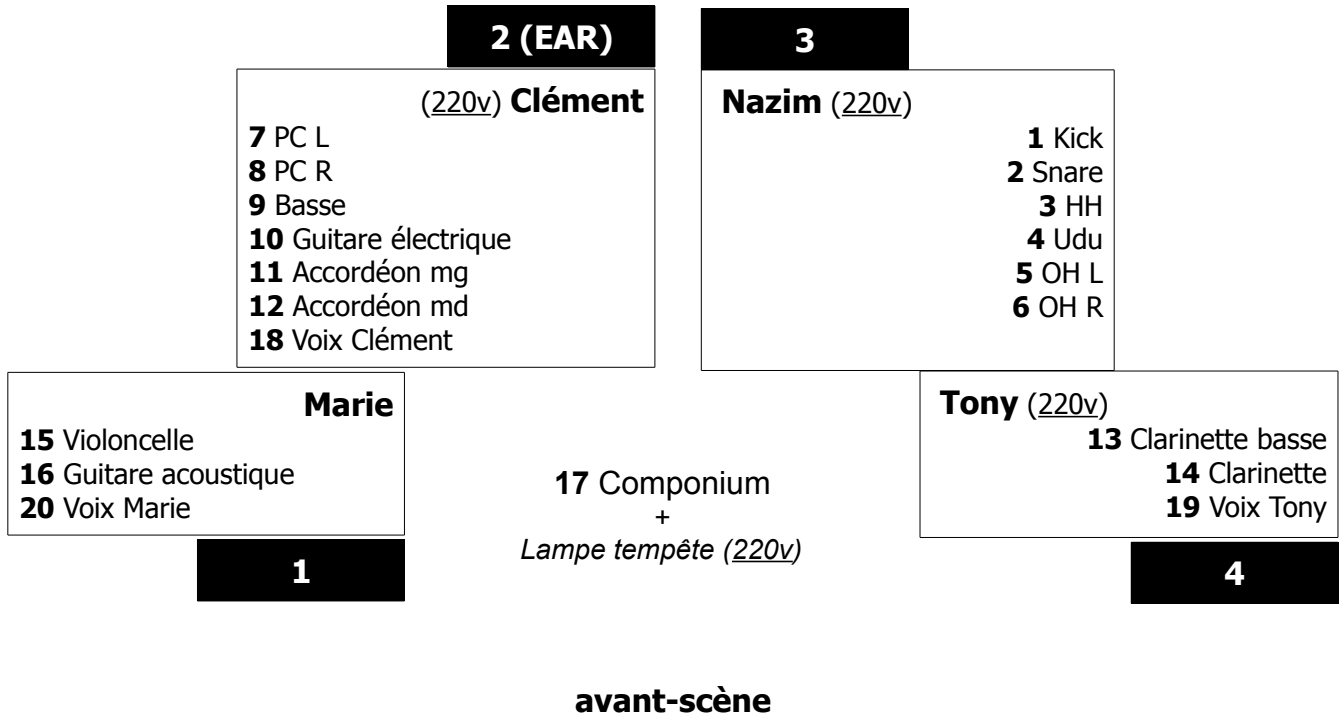 2 (EAR)
3
(220v) Clément
7 PC L
8 PC R
9 Basse
10 Guitare électrique
11 Accordéon mg
12 Accordéon md
18 Voix Clément
Nazim (220v)
1 Kick
2 Snare
3 HH
4 Udu
5 OH L
6 OH R
Marie
15 Violoncelle
16 Guitare acoustique
20 Voix Marie
1
17 Componium
+
Lampe tempête (220v)
Tony (220v)
13 Clarinette basse
14 Clarinette
19 Voix Tony
4
avant-scène